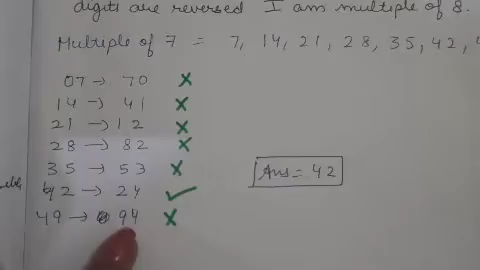 digits are reversed I am multiple of 8.
Multiple of 7 = 7, 14, 21, 28, 35, 42,
07 → 70 ✗
14 → 41 ✗
21 → 12 ✗
28 → 82 ✗
35 → 53 ✗
42 → 24 ✓
49 → 94 ✗
Ans = 42